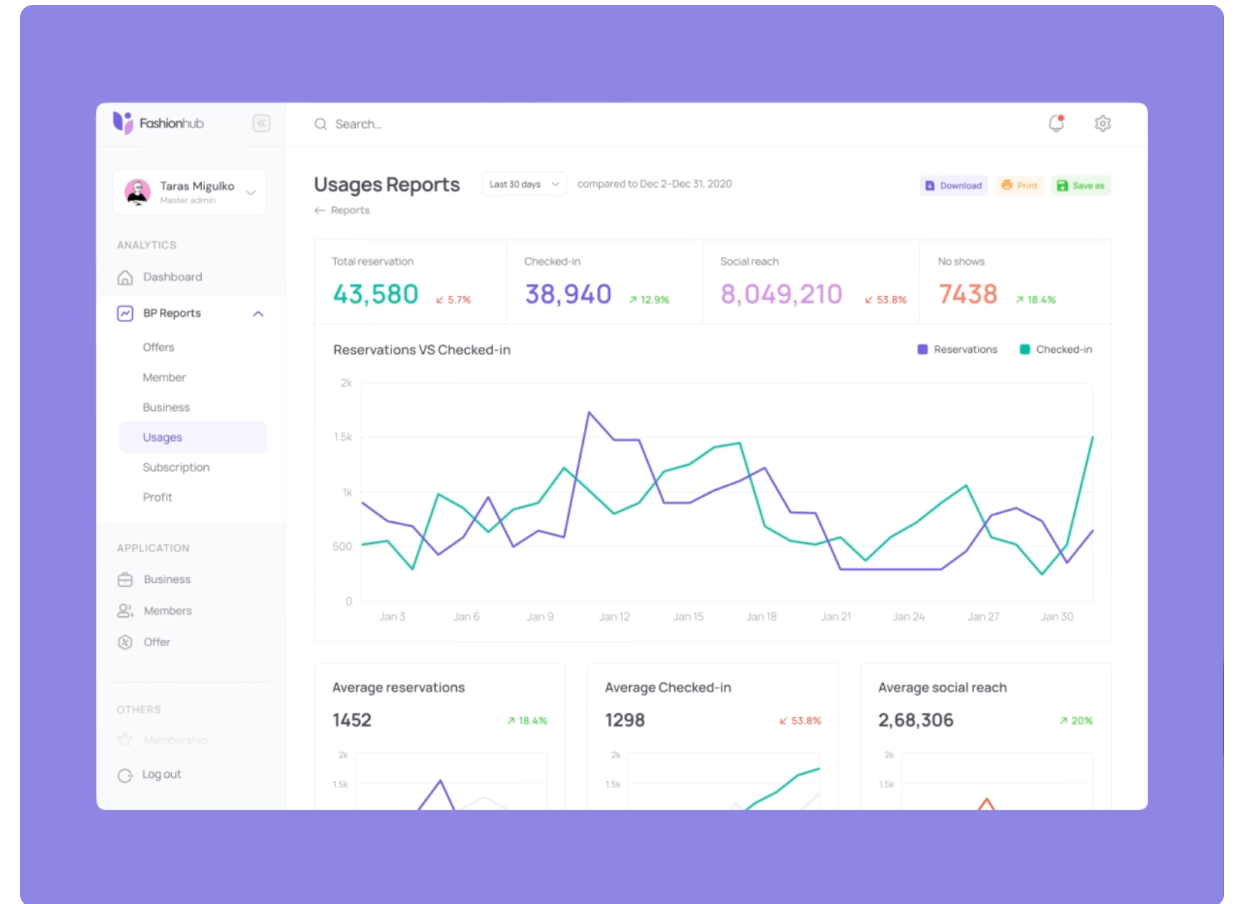 Fashionhub
Search...
Taras Migulko
Master admin
ANALYTICS
Dashboard
BP Reports
Offers
Member
Business
Usages
Subscription
Profit
APPLICATION
Business
Members
Offer
OTHERS
Membership
Log out
Usages Reports
Last 30 days
compared to Dec 2-Dec 31, 2020
Download
Print
Save as
Reports
Total reservation
43,580
5.7%
Checked-in
38,940
12.9%
Social reach
8,049,210
53.8%
No shows
7438
18.4%
Reservations VS Checked-in
Reservations
Checked-in
2k
1.5k
1k
500
0
Jan 3
Jan 6
Jan 9
Jan 12
Jan 15
Jan 18
Jan 21
Jan 24
Jan 27
Jan 30
Average reservations
1452
18.4%
2k
1.5k
Average Checked-in
1298
53.8%
2k
1.5k
Average social reach
2,68,306
20%
2k
1.5k